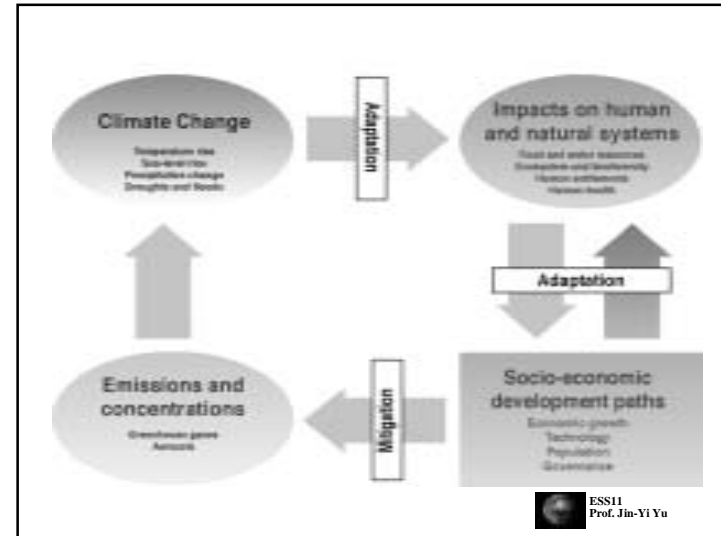 Climate Change
Temperature rise
Sea-level rise
Precipitation change
Droughts and floods
Adaptation
Impacts on human
and natural systems
Food and water resources
Ecosystem and biodiversity
Human settlements
Human health
Adaptation
Emissions and
concentrations
Greenhouse gases
Aerosols
Mitigation
Socio-economic
development paths
Economic growth
Technology
Population
Governance
ESS11
Prof. Jin-Yi Yu